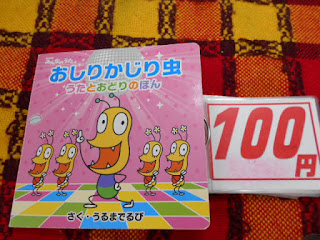 おしりかじり虫
うたとおどりのほん
さく・うるまでるび
100
円